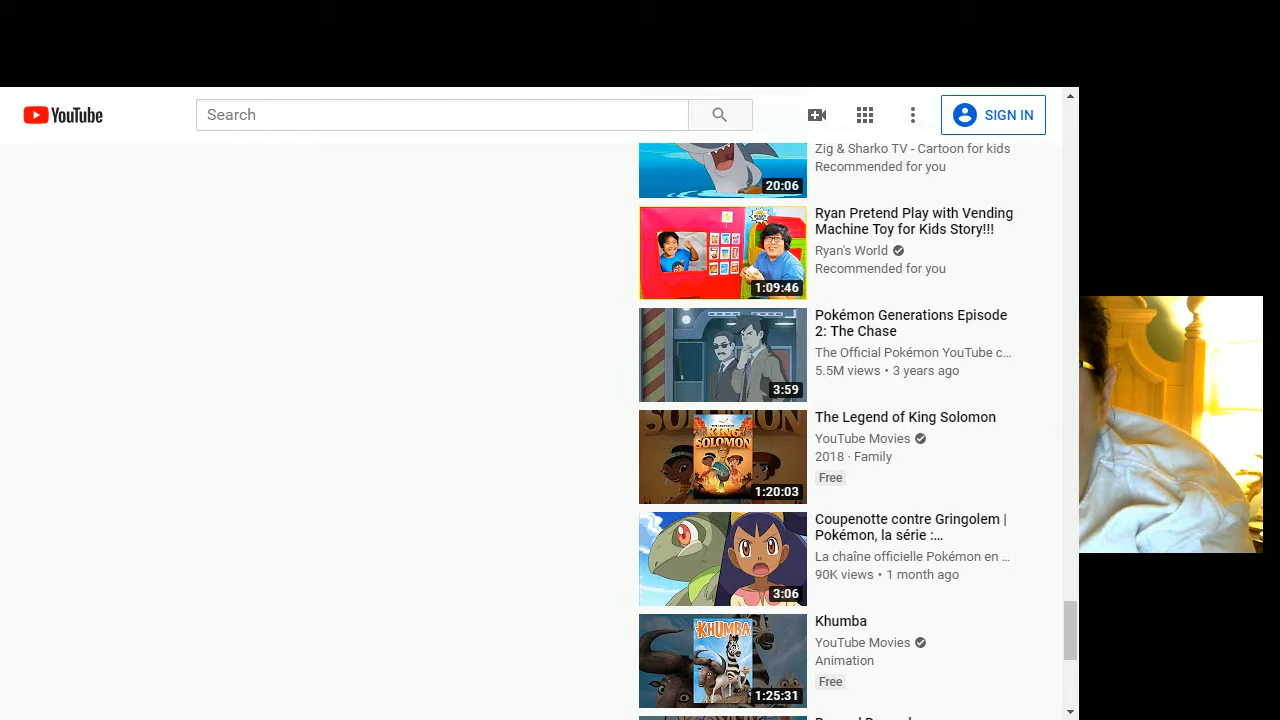 YouTube
Search
SIGN IN
Zig & Sharko TV - Cartoon for kids
Recommended for you
20:06
Ryan Pretend Play with Vending
Machine Toy for Kids Story!!!
Ryan's World
Recommended for you
1:09:46
Pokémon Generations Episode
2: The Chase
The Official Pokémon YouTube c...
5.5M views • 3 years ago
3:59
The Legend of King Solomon
YouTube Movies
2018 · Family
Free
SOLOMON
KING
SOLOMON
1:20:03
Coupenotte contre Gringolem |
Pokémon, la série :...
La chaîne officielle Pokémon en ...
90K views • 1 month ago
3:06
Khumba
YouTube Movies
Animation
Free
KHUMBA
1:25:31